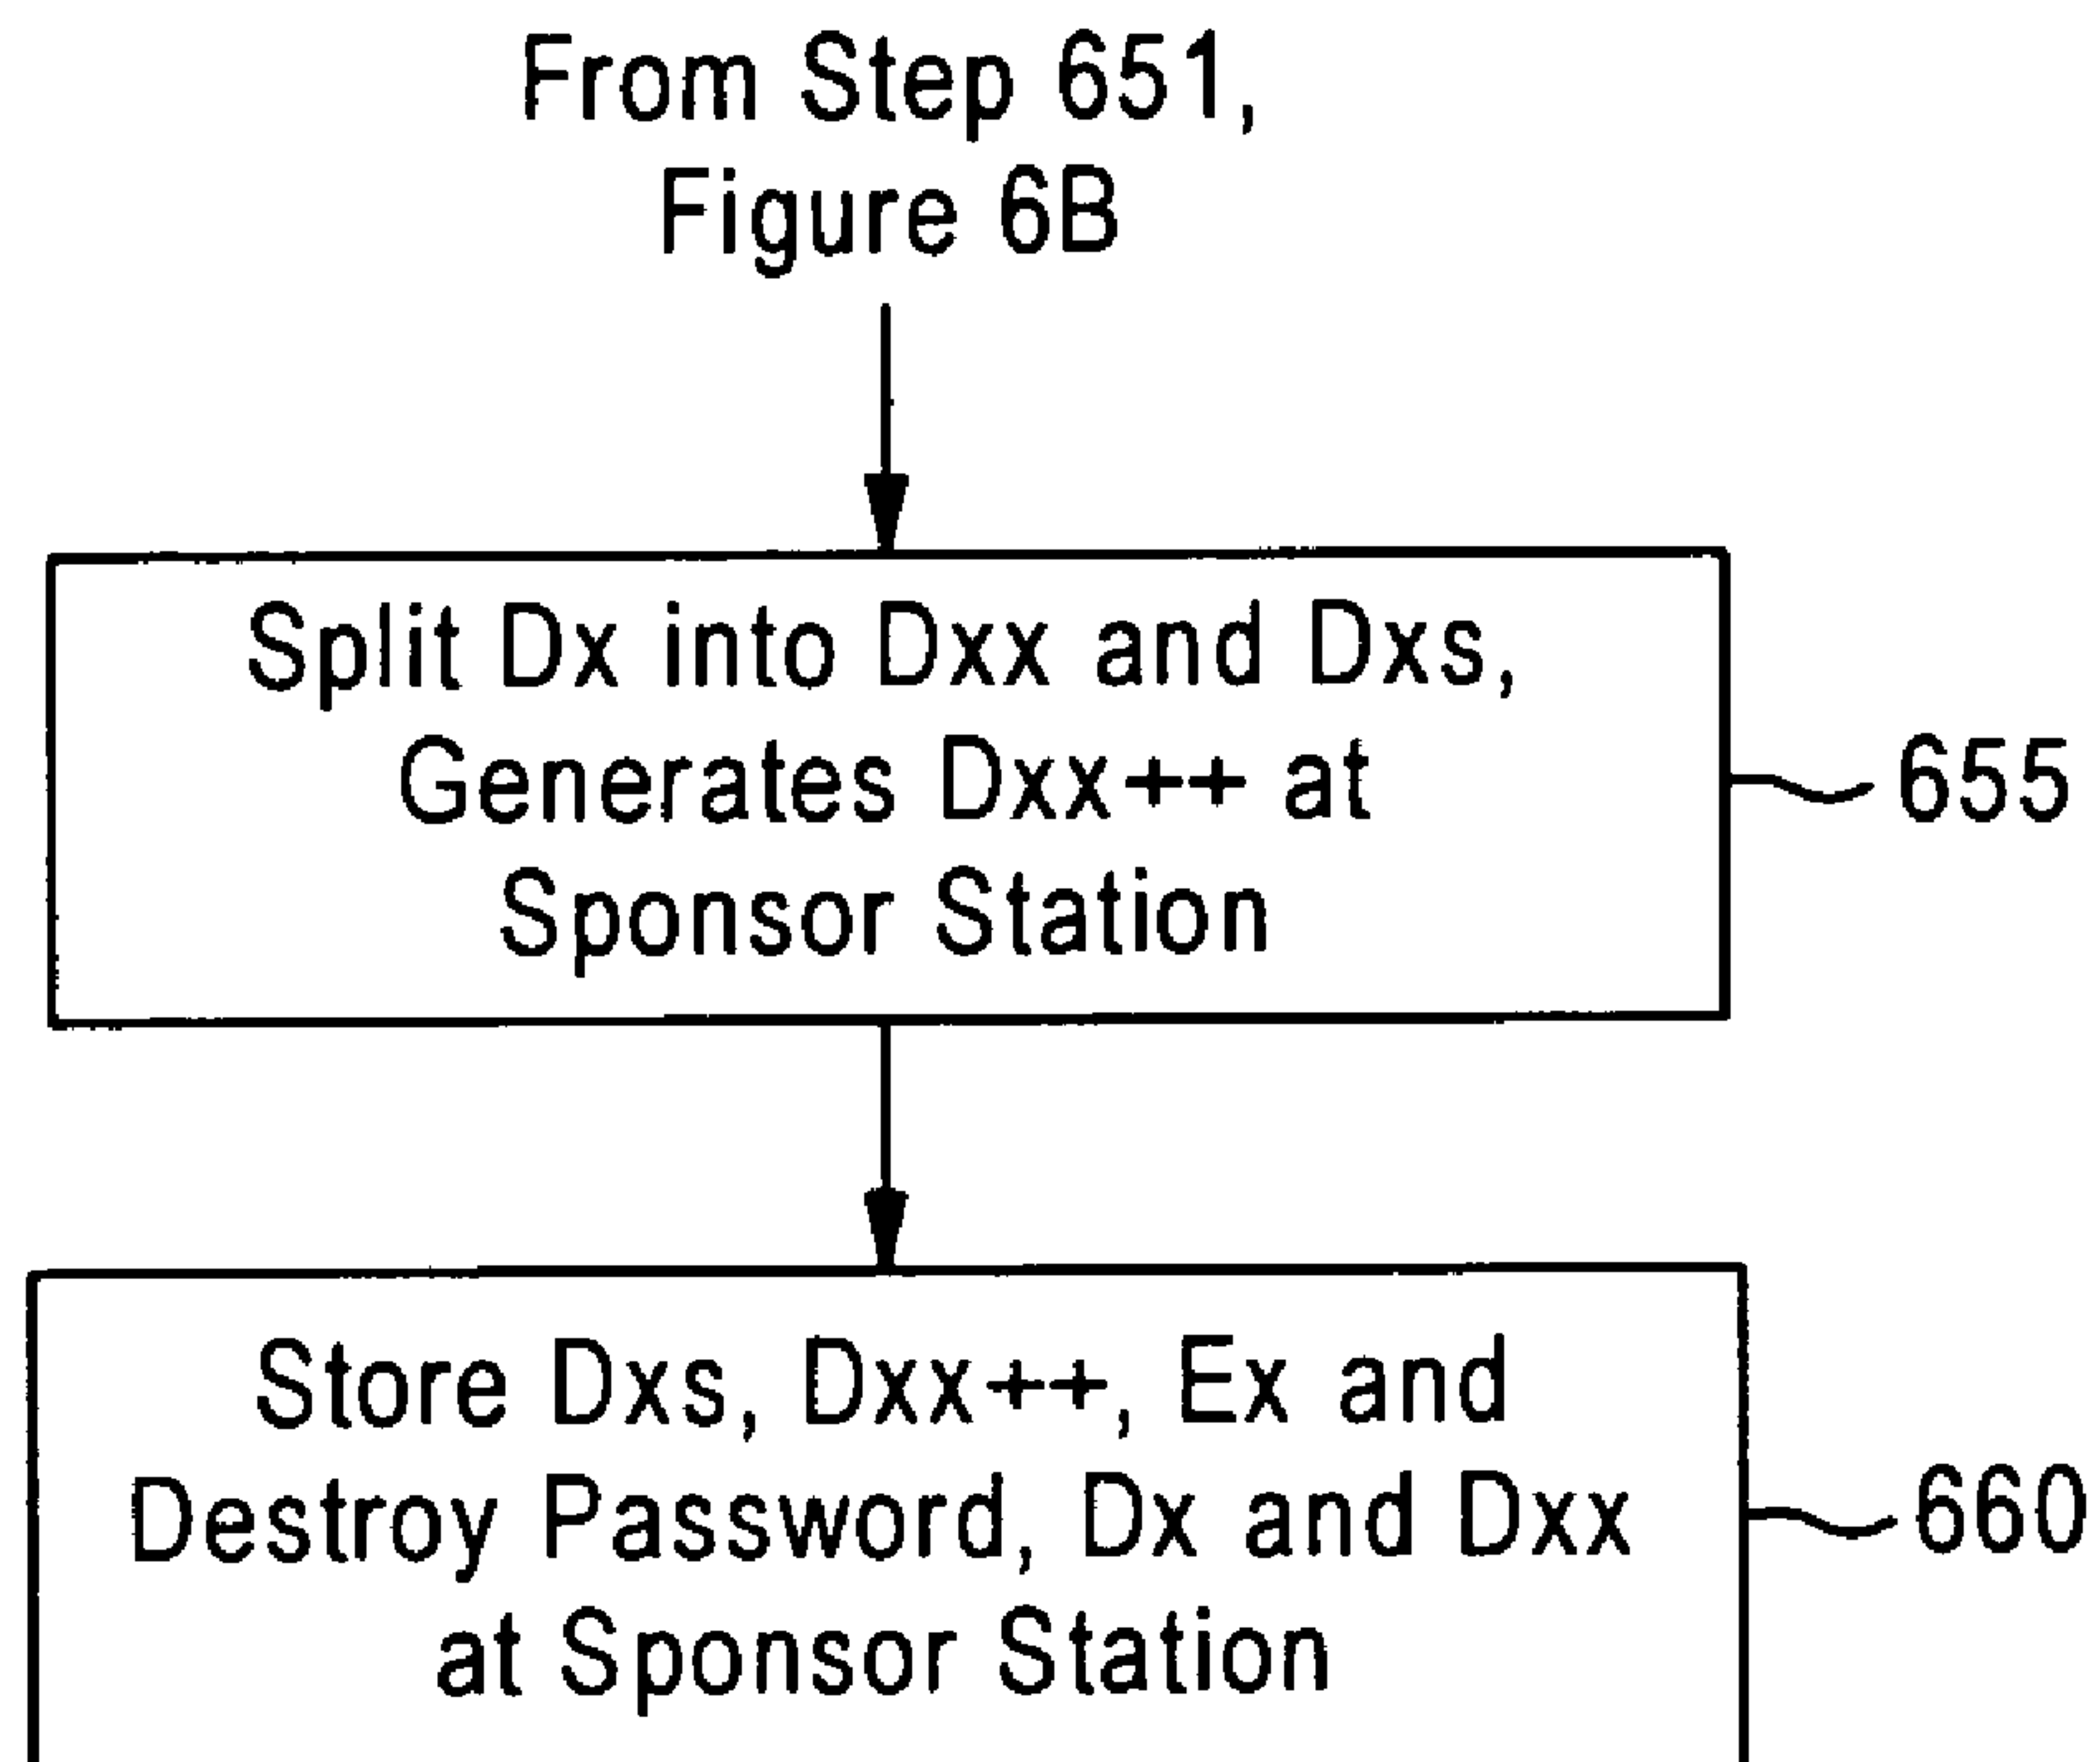 From Step 651,
Figure 6B
Split Dx into Dxx and Dxs,
Generates Dxx++ at
Sponsor Station
655
Store Dxs, Dxx++, Ex and
Destroy Password, Dx and Dxx
at Sponsor Station
660